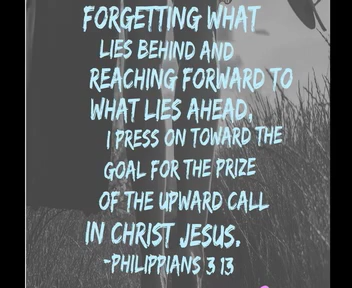 FORGETTING WHAT
LIES BEHIND AND
REACHING FORWARD TO
WHAT LIES AHEAD,
I PRESS ON TOWARD THE
GOAL FOR THE PRIZE
OF THE UPWARD CALL
IN CHRIST JESUS.
-PHILIPPIANS 3 13